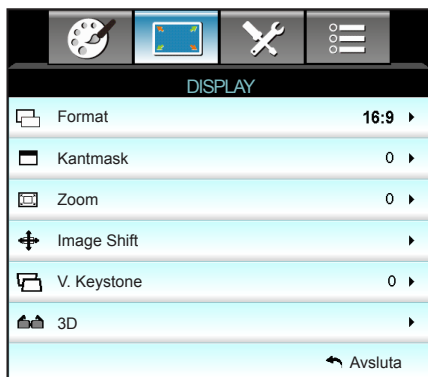 DISPLAY
Format 16:9
Kantmask 0
Zoom 0
Image Shift
V. Keystone 0
3D
Avsluta